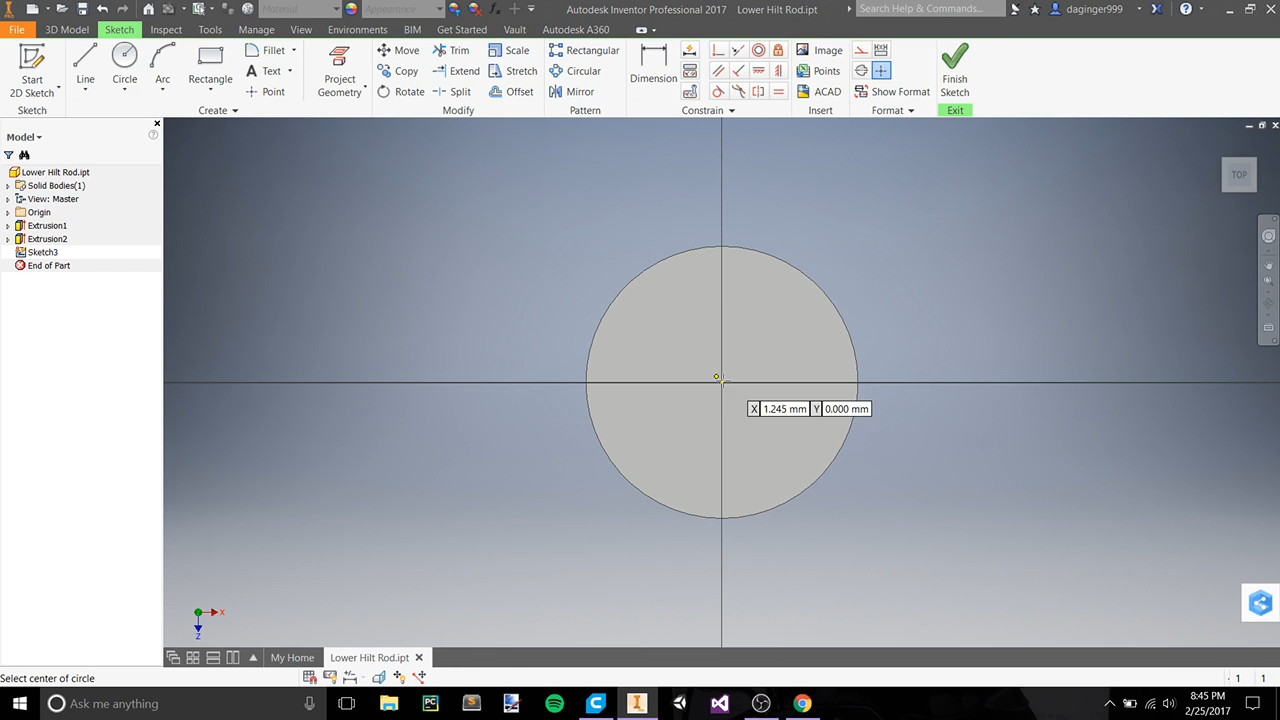 PRO
Material
Appearance
Autodesk Inventor Professional 2017 Lower Hilt Rod.ipt
Search Help & Commands...
daginger999
File 3D Model Sketch Inspect Tools Manage View Environments BIM Get Started Vault Autodesk A360
Start
2D Sketch
Line
Circle
Arc
Rectangle
Fillet
Text
Point
Project
Geometry
Move
Copy
Rotate
Trim
Extend
Split
Scale
Stretch
Offset
Rectangular
Circular
Mirror
Dimension
Image
Points
ACAD
Show Format
Finish
Sketch
Sketch Create Modify Pattern Constrain Insert Format Exit
Model
Lower Hilt Rod.ipt
Solid Bodies(1)
View: Master
Origin
Extrusion1
Extrusion2
Sketch3
End of Part
TOP
X 1.245 mm Y 0.000 mm
X
Z
My Home Lower Hilt Rod.ipt
Select center of circle
1 1
Ask me anything
8:45 PM
2/25/2017